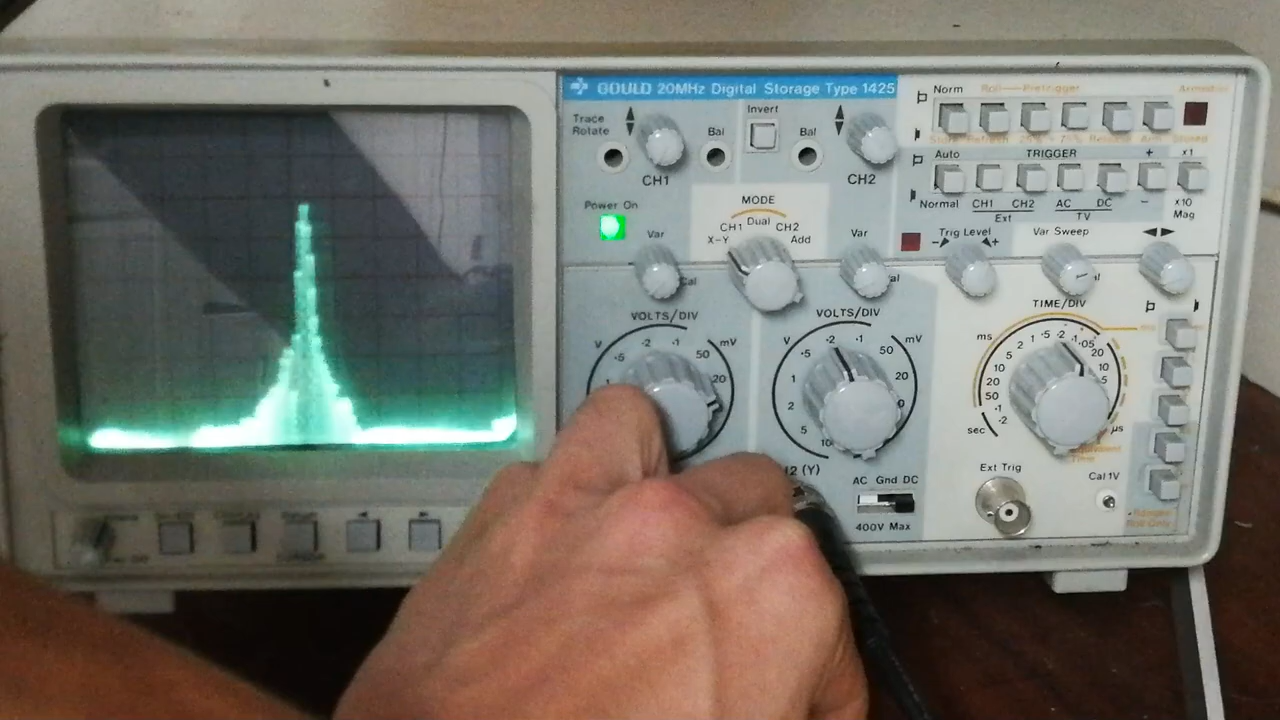 GOULD 20MHz Digital Storage Type 1425
Trace
Rotate
CH1
Bal
Invert
Bal
CH2
Power On
MODE
CH1 Dual CH2
X-Y Add
Var
Cal
Var
VOLTS/DIV
V ·5 ·2 ·1 50 mV
20
VOLTS/DIV
V ·5 ·2 ·1 50 mV
1 20
2
5 10
AC Gnd DC
400V Max
Norm Roll Pretrigger
Auto TRIGGER + x1
Normal CH1 CH2 AC DC − x10
Ext TV Mag
− Trig Level +
Var Sweep
TIME/DIV
ms 5 2 1 ·5 ·2 ·1 ·05
10 20
20 10
50 5
·1
·2
sec μs
Ext Trig
Cal 1V